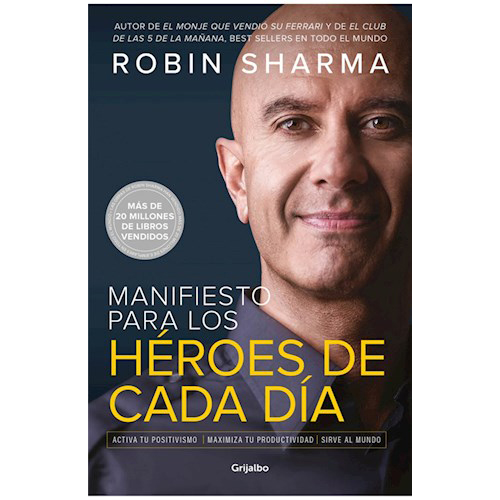 AUTOR DE EL MONJE QUE VENDIO SU FERRARI Y DE EL CLUB
DE LAS 5 DE LA MAÑANA, BEST SELLERS EN TODO EL MUNDO
ROBIN SHARMA
MÁS DE
20 MILLONES
DE LIBROS
VENDIDOS
MANIFIESTO
PARA LOS
HÉROES DE
CADA DÍA
ACTIVA TU POSITIVISMO | MAXIMIZA TU PRODUCTIVIDAD | SIRVE AL MUNDO
Grijalbo